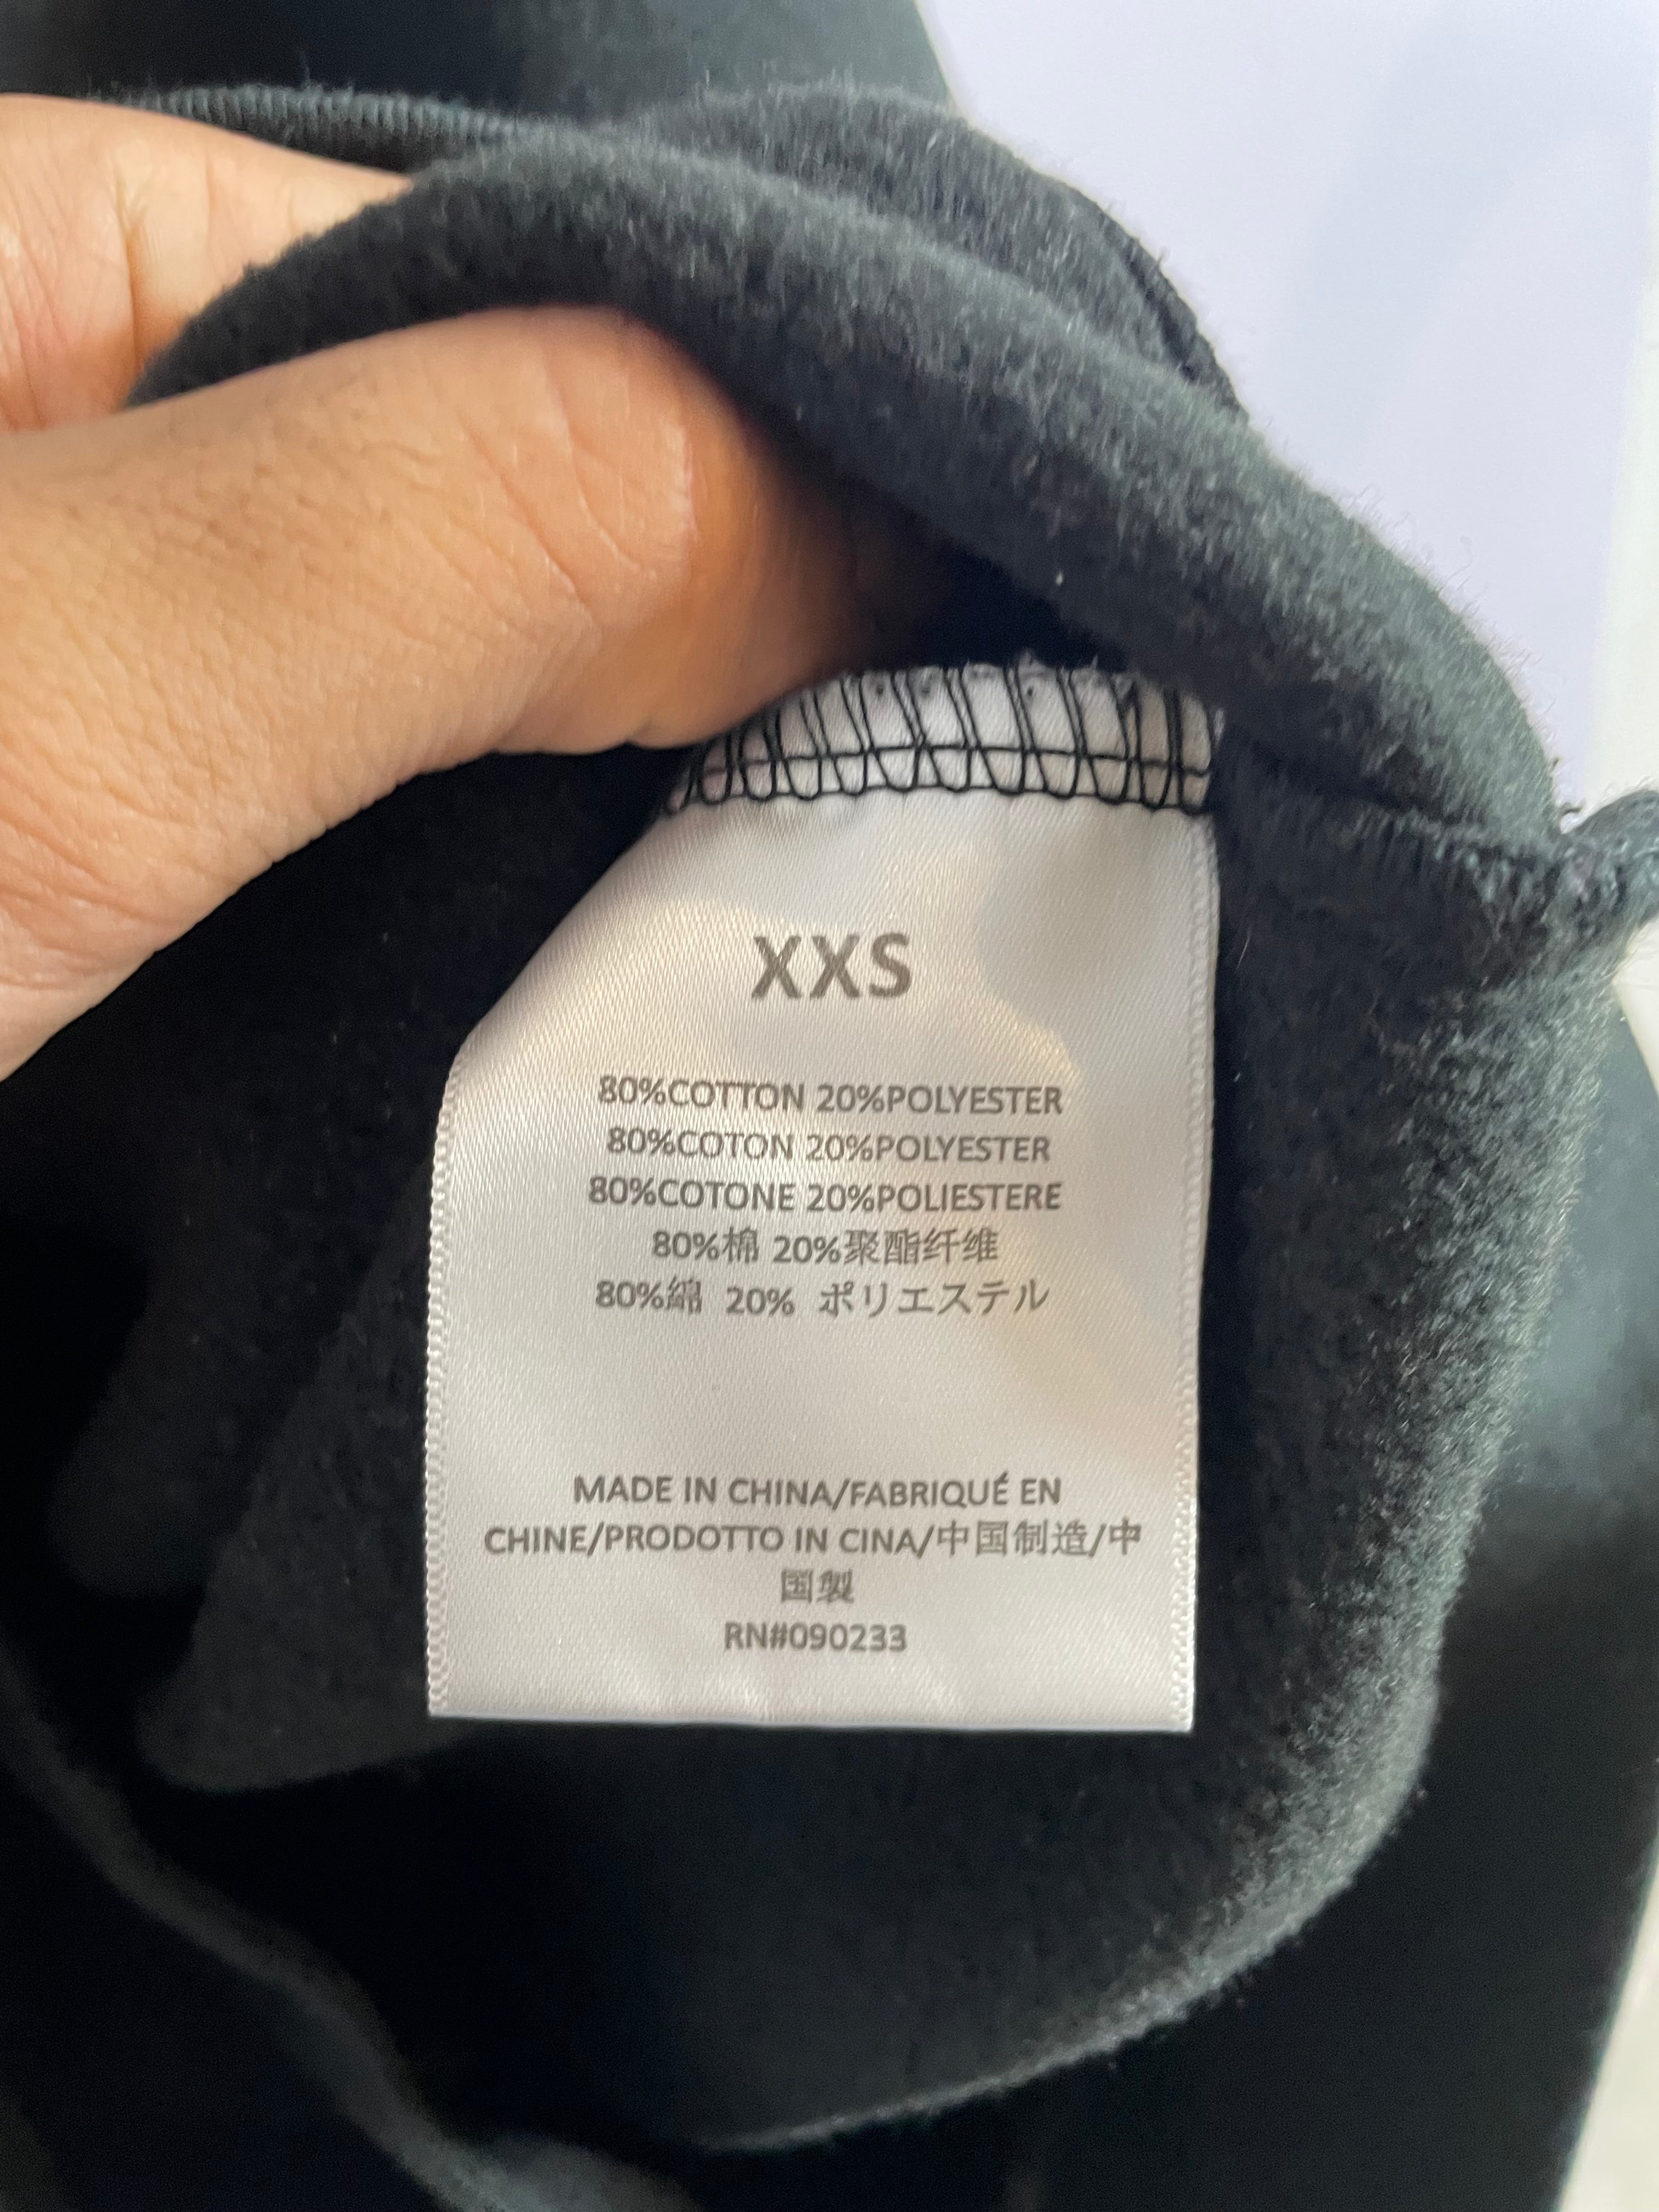 XXS
80%COTTON 20%POLYESTER
80%COTON 20%POLYESTER
80%COTONE 20%POLIESTERE
80%棉 20%聚酯纤维
80%綿 20% ポリエステル
MADE IN CHINA/FABRIQUÉ EN
CHINE/PRODOTTO IN CINA/中国制造/中
国製
RN#090233